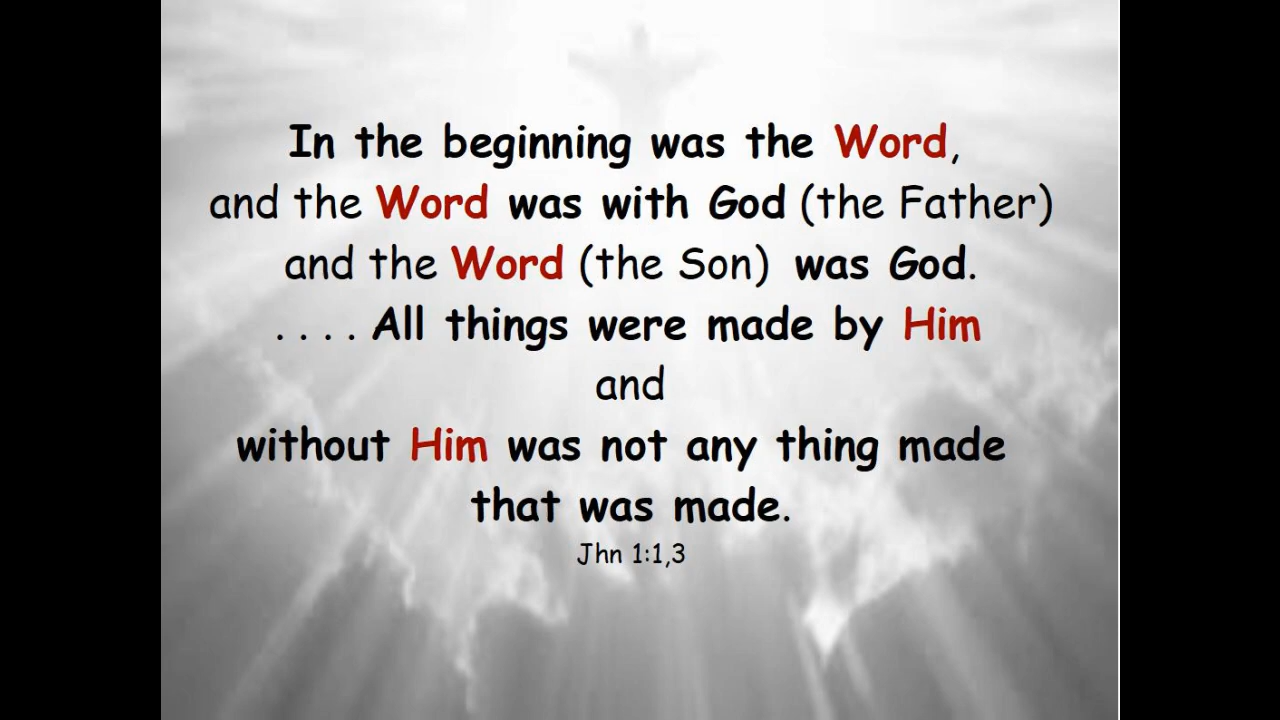 In the beginning was the Word,
and the Word was with God (the Father)
and the Word (the Son) was God.
. . . . All things were made by Him
and
without Him was not any thing made
that was made.
Jhn 1:1,3